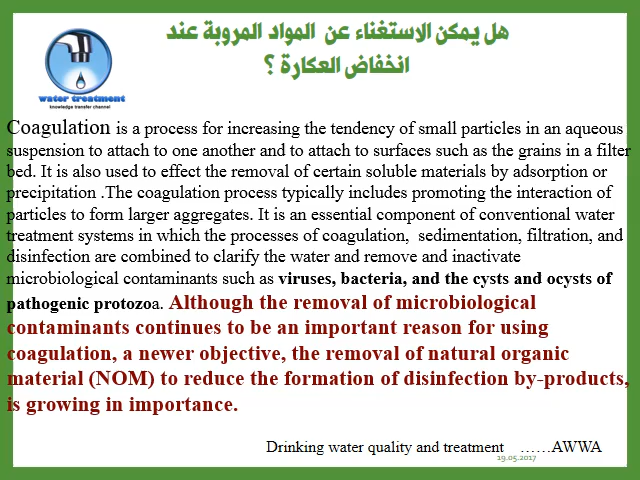 هل يمكن الاستغناء عن المواد المروبة عند
انخفاض العكارة ؟
water treatment
knowledge transfer channel
Coagulation is a process for increasing the tendency of small particles in an aqueous
suspension to attach to one another and to attach to surfaces such as the grains in a filter
bed. It is also used to effect the removal of certain soluble materials by adsorption or
precipitation .The coagulation process typically includes promoting the interaction of
particles to form larger aggregates. It is an essential component of conventional water
treatment systems in which the processes of coagulation, sedimentation, filtration, and
disinfection are combined to clarify the water and remove and inactivate
microbiological contaminants such as viruses, bacteria, and the cysts and ocysts of
pathogenic protozoa. Although the removal of microbiological
contaminants continues to be an important reason for using
coagulation, a newer objective, the removal of natural organic
material (NOM) to reduce the formation of disinfection by-products,
is growing in importance.
Drinking water quality and treatment ……AWWA
19.05.2017